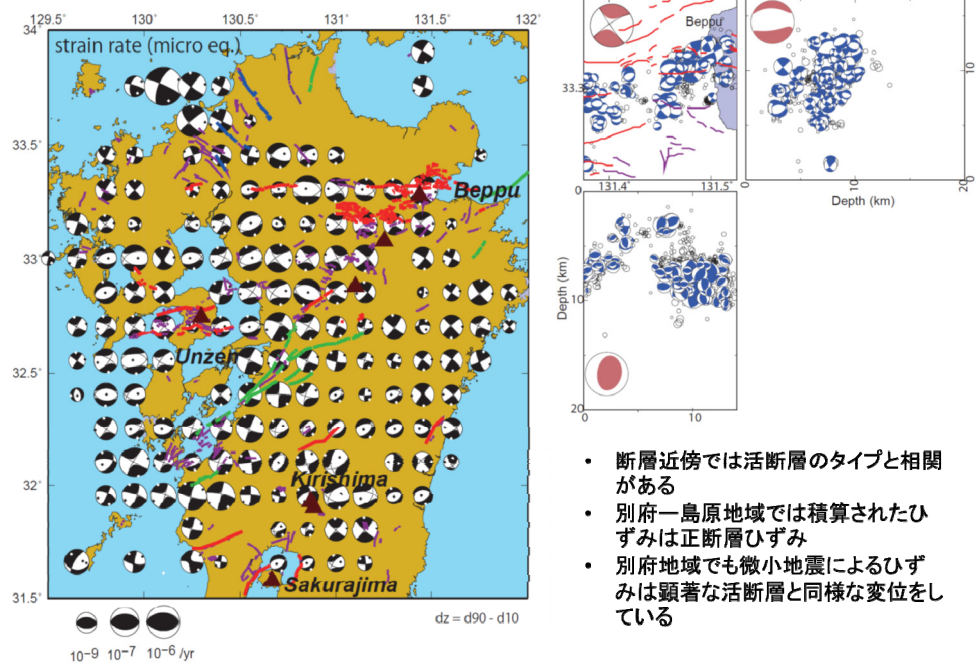 129.5° 130.0° 130.5° 131° 131.5° 132°
34°
strain rate (micro eq.)
33.5°
33°
32.5°
32°
31.5°
Beppu
Unzen
Kirishima
Sakurajima
10⁻⁹ 10⁻⁷ 10⁻⁶ /yr
dz = d90 - d10
Beppu
33.3
131.4° 131.5°
0
10
20
0 10 20
Depth (km)
Depth (km)
10
20
0 10
• 断層近傍では活断層のタイプと相関
がある
• 別府ー島原地域では積算されたひ
ずみは正断層ひずみ
• 別府地域でも微小地震によるひず
みは顕著な活断層と同様な変位をし
ている